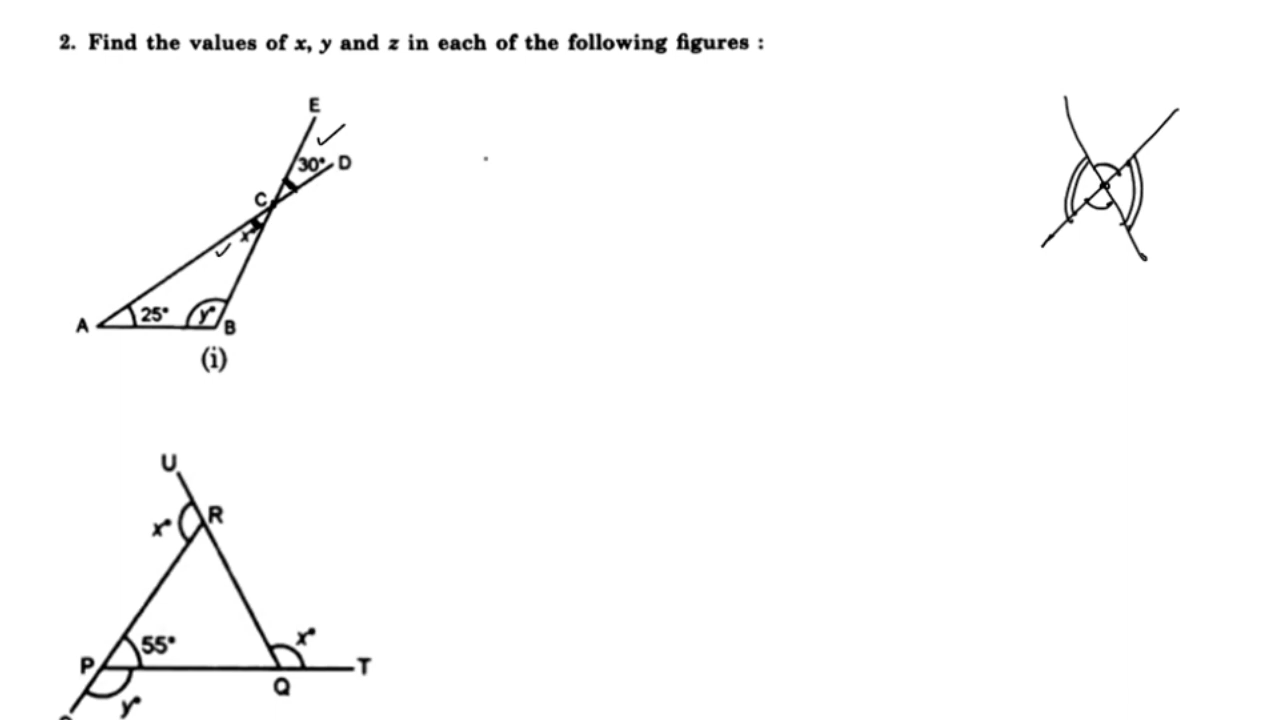 2. Find the values of x, y and z in each of the following figures :
E
30° D
C
x°
A 25° y° B
(i)
U
x° R
55° x°
P T
Q
y°